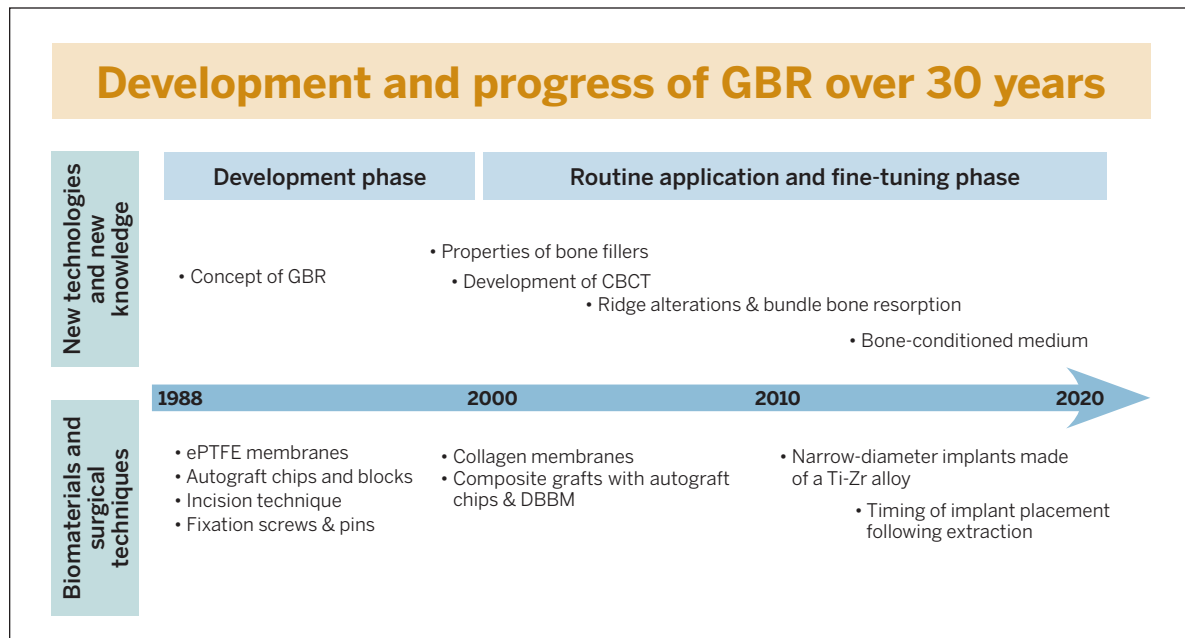 Development and progress of GBR over 30 years
New technologies
and new
knowledge
Development phase
Routine application and fine-tuning phase
• Concept of GBR
• Properties of bone fillers
• Development of CBCT
• Ridge alterations & bundle bone resorption
• Bone-conditioned medium
1988
2000
2010
2020
Biomaterials and
surgical
techniques
• ePTFE membranes
• Autograft chips and blocks
• Incision technique
• Fixation screws & pins
• Collagen membranes
• Composite grafts with autograft
chips & DBBM
• Narrow-diameter implants made
of a Ti-Zr alloy
• Timing of implant placement
following extraction